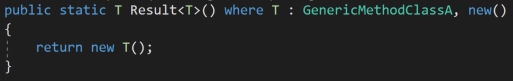 public static T Result<T>() where T : GenericMethodClassA, new()
{
    return new T();
}